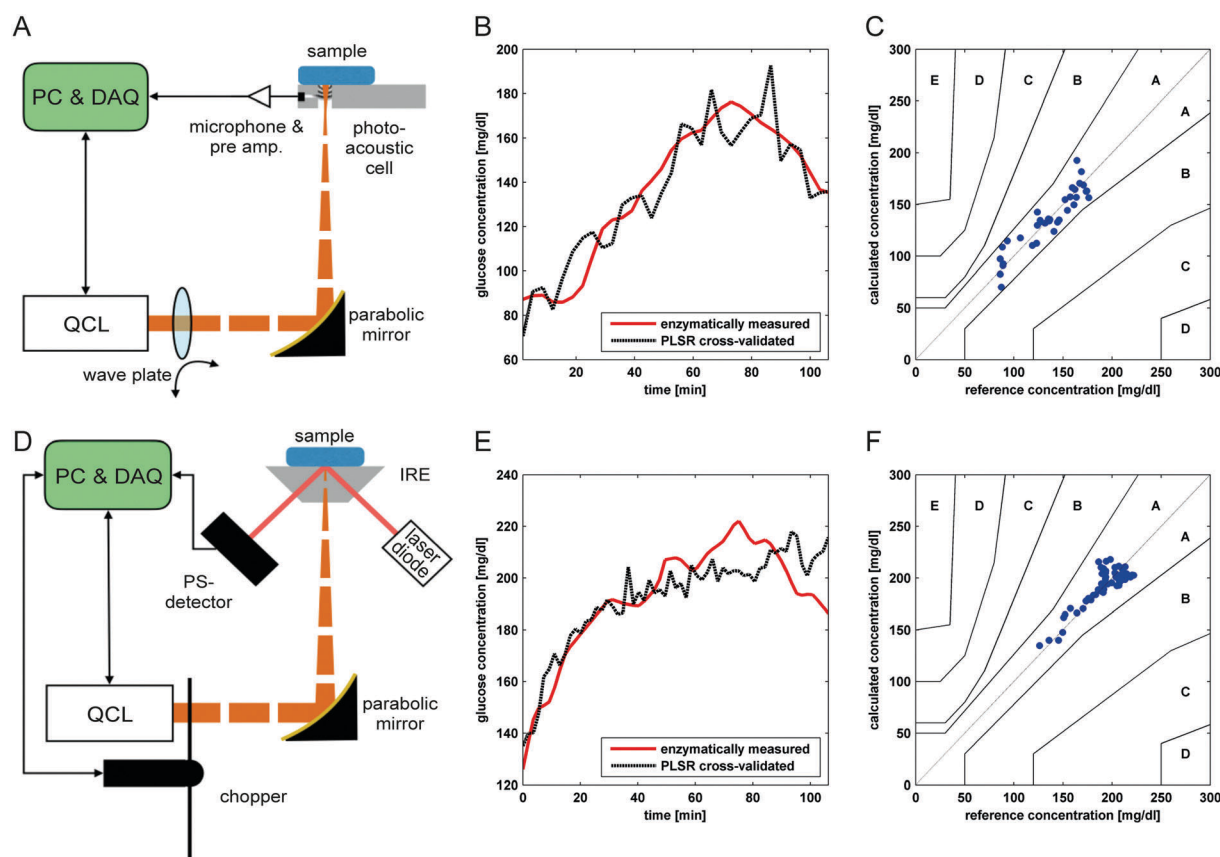 A
sample
PC & DAQ
microphone &
pre amp.
photo-
acoustic
cell
QCL
wave plate
parabolic
mirror
B
glucose concentration [mg/dl]
200
180
160
140
120
100
80
60
20
40
60
80
100
time [min]
enzymatically measured
PLSR cross-validated
C
calculated concentration [mg/dl]
300
250
200
150
100
50
0
E
D
C
B
A
A
B
C
D
0
50
100
150
200
250
300
reference concentration [mg/dl]
D
sample
PC & DAQ
IRE
laser
diode
PS-
detector
QCL
parabolic
mirror
chopper
E
glucose concentration [mg/dl]
240
220
200
180
160
140
120
0
20
40
60
80
100
time [min]
enzymatically measured
PLSR cross-validated
F
calculated concentration [mg/dl]
300
250
200
150
100
50
0
E
D
C
B
A
A
B
C
D
0
50
100
150
200
250
300
reference concentration [mg/dl]